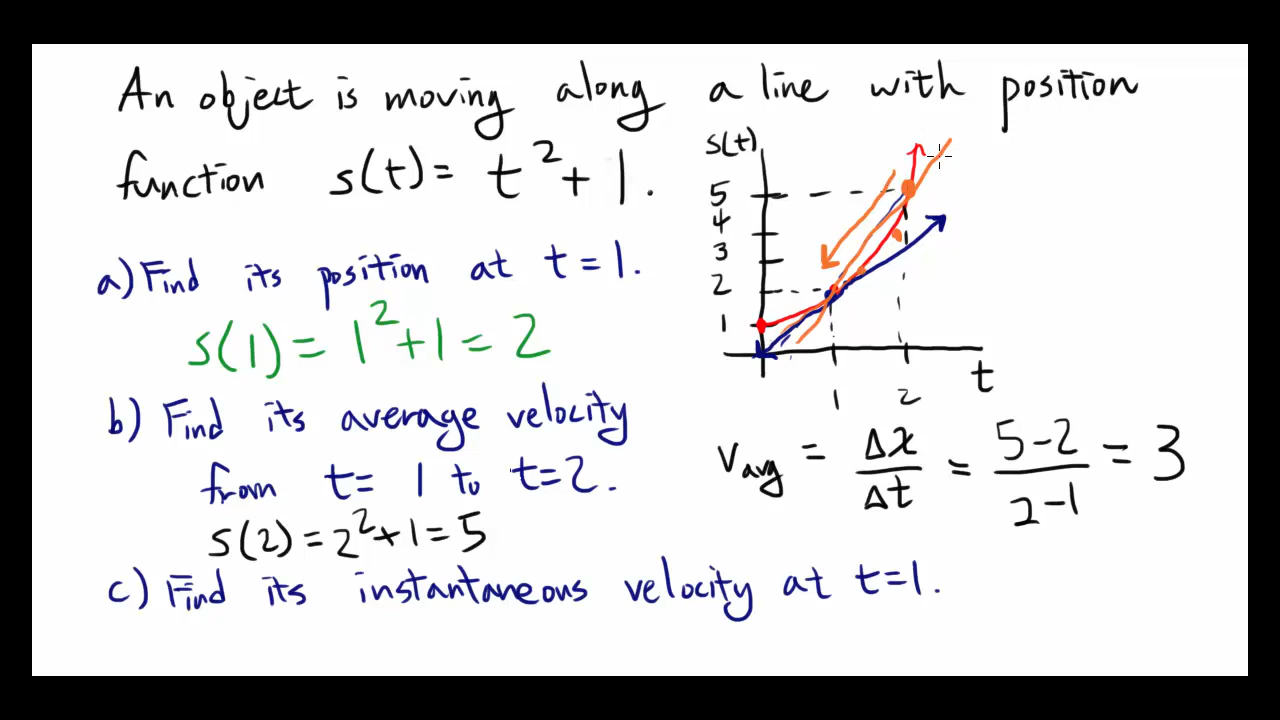 An object is moving along a line with position
function s(t) = t² + 1.
a) Find its position at t = 1.
s(1) = 1² + 1 = 2
b) Find its average velocity
from t = 1 to t = 2.
s(2) = 2² + 1 = 5
c) Find its instantaneous velocity at t = 1.
s(t)
5
4
3
2
1
1 2
t
v_avg = Δx/Δt = (5-2)/(2-1) = 3